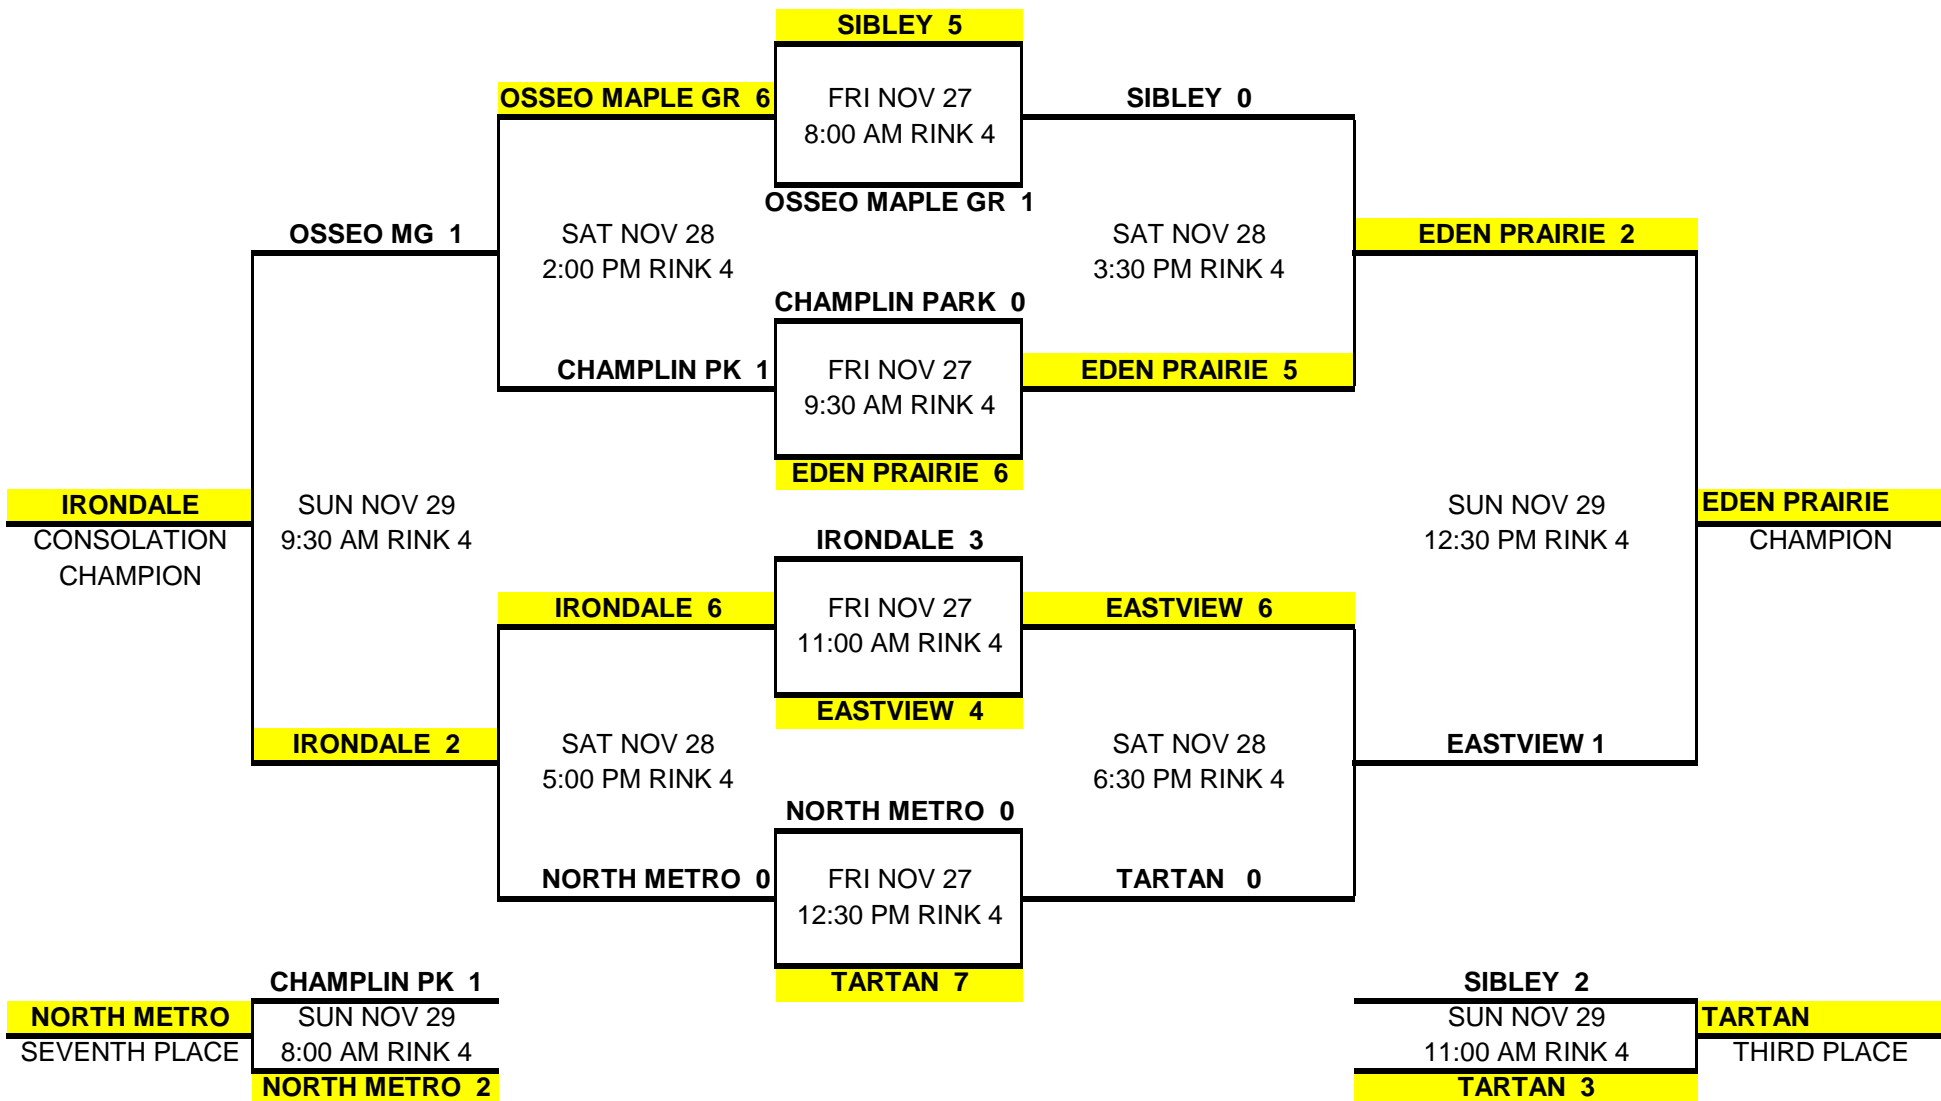 SIBLEY  5
OSSEO MAPLE GR  6
FRI NOV 27
SIBLEY  0
8:00 AM RINK 4
OSSEO MAPLE GR  1
OSSEO MG  1
SAT NOV 28
SAT NOV 28
EDEN PRAIRIE  2
2:00 PM RINK 4
3:30 PM RINK 4
CHAMPLIN PARK  0
CHAMPLIN PK  1
FRI NOV 27
EDEN PRAIRIE  5
9:30 AM RINK 4
EDEN PRAIRIE  6
IRONDALE
SUN NOV 29
SUN NOV 29
EDEN PRAIRIE
CONSOLATION
9:30 AM RINK 4
IRONDALE  3
12:30 PM RINK 4
CHAMPION
CHAMPION
IRONDALE  6
FRI NOV 27
EASTVIEW  6
11:00 AM RINK 4
EASTVIEW  4
IRONDALE  2
SAT NOV 28
SAT NOV 28
EASTVIEW 1
5:00 PM RINK 4
6:30 PM RINK 4
NORTH METRO  0
NORTH METRO  0
FRI NOV 27
TARTAN   0
12:30 PM RINK 4
CHAMPLIN PK  1
TARTAN  7
SIBLEY  2
NORTH METRO
SUN NOV 29
SUN NOV 29
TARTAN
SEVENTH PLACE
8:00 AM RINK 4
11:00 AM RINK 4
THIRD PLACE
NORTH METRO  2
TARTAN  3